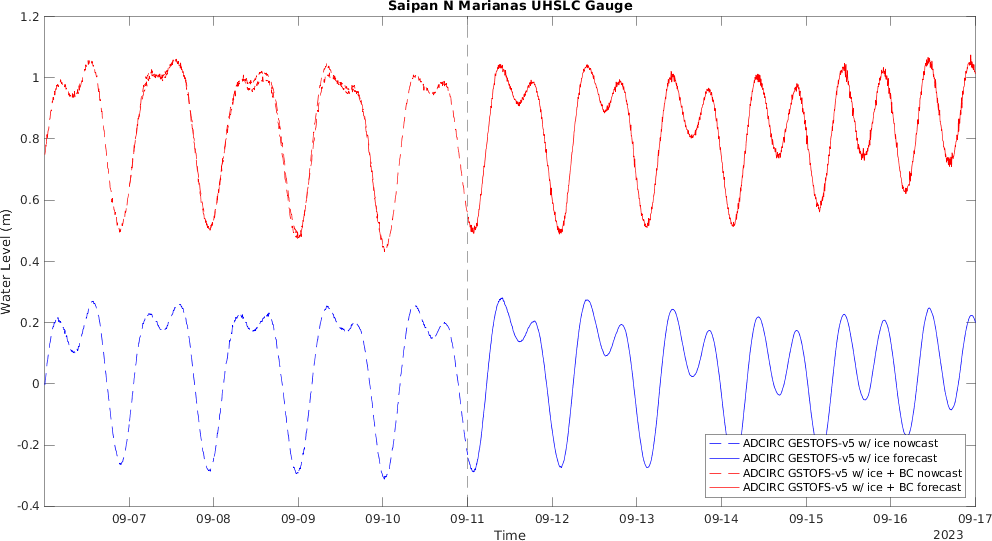 Saipan N Marianas UHSLC Gauge
1.2
1
0.8
0.6
0.4
0.2
0
-0.2
-0.4
Water Level (m)
ADCIRC GESTOFS-v5 w/ ice nowcast
ADCIRC GESTOFS-v5 w/ ice forecast
ADCIRC GSTOFS-v5 w/ ice + BC nowcast
ADCIRC GSTOFS-v5 w/ ice + BC forecast
09-07 09-08 09-09 09-10 09-11 09-12 09-13 09-14 09-15 09-16 09-17
Time
2023